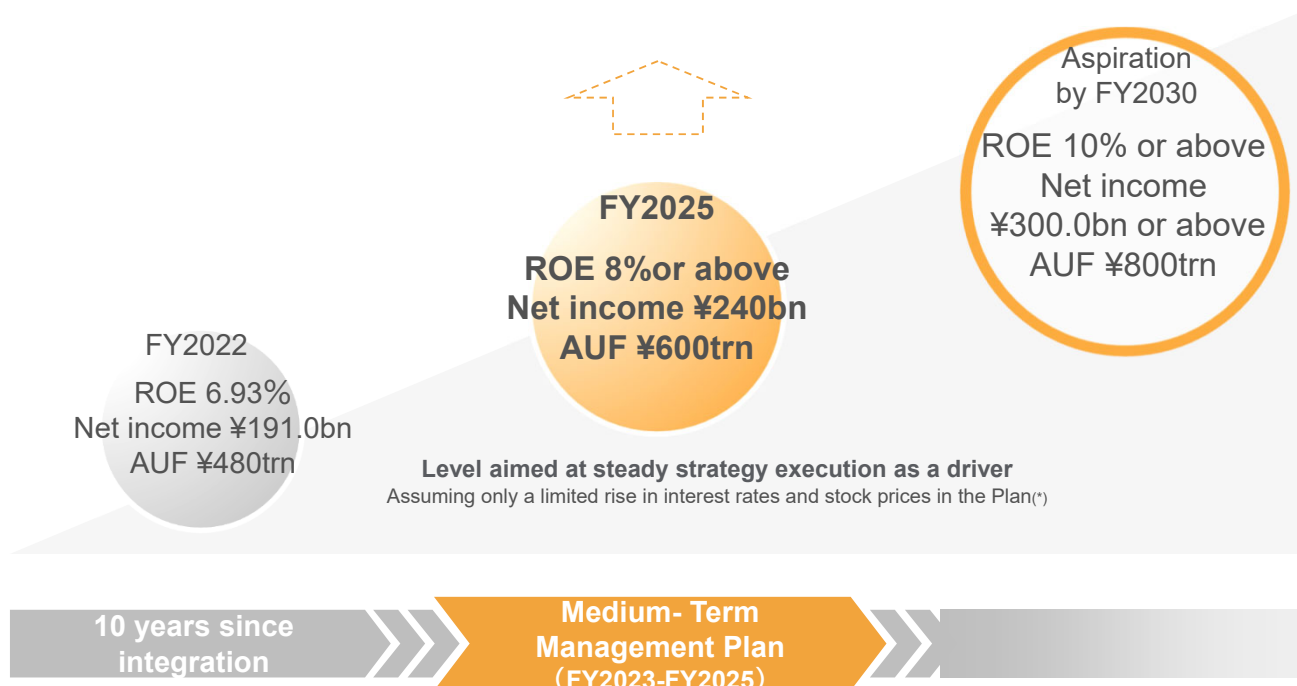 Aspiration
by FY2030
ROE 10% or above
Net income
¥300.0bn or above
AUF ¥800trn
FY2025
ROE 8%or above
Net income ¥240bn
AUF ¥600trn
FY2022
ROE 6.93%
Net income ¥191.0bn
AUF ¥480trn
Level aimed at steady strategy execution as a driver
Assuming only a limited rise in interest rates and stock prices in the Plan(*)
10 years since
integration
Medium- Term
Management Plan
（FY2023-FY2025）